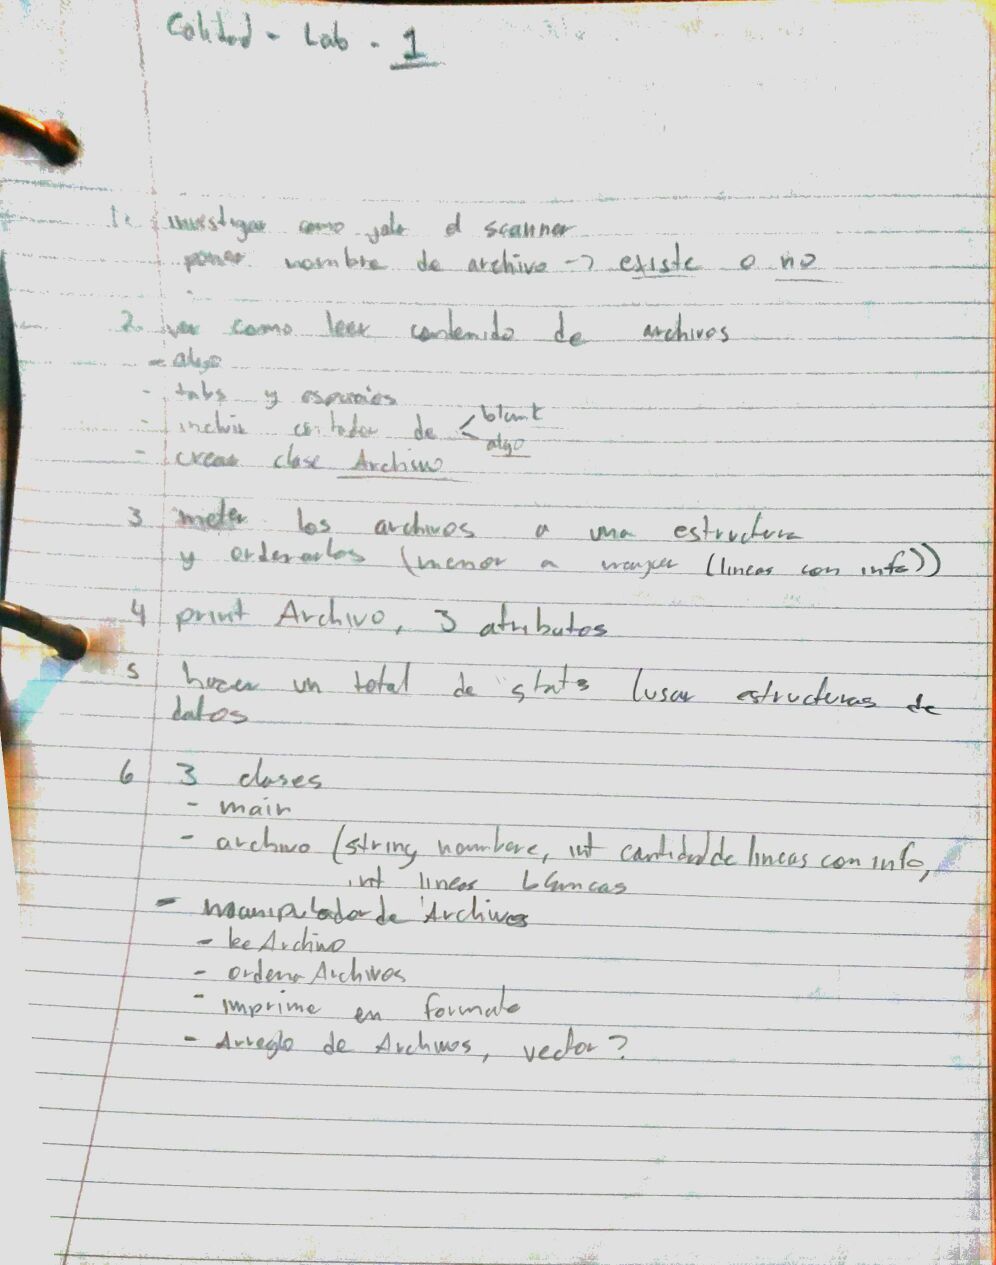 Calidad - Lab - 1
1. investigar como jala el scanner
poner nombre de archivo -> existe o no
2. ver como leer contenido de archivos
- algo
- tabs y espacios
- incluir contador de < blank
algo
- crear clase Archivo
3 meter los archivos a una estructura
y ordenarlos (menor a mayor (lineas con info))
4 print Archivo, 3 atributos
5 hacer un total de stats (usar estructuras de
datos
6 3 clases
- main
- archivo (string nombre, int cantidad de lineas con info,
int lineas blancas
- manipulador de Archivos
- lee Archivo
- ordena Archivos
- imprime en formato
- Arreglo de Archivos, vector?